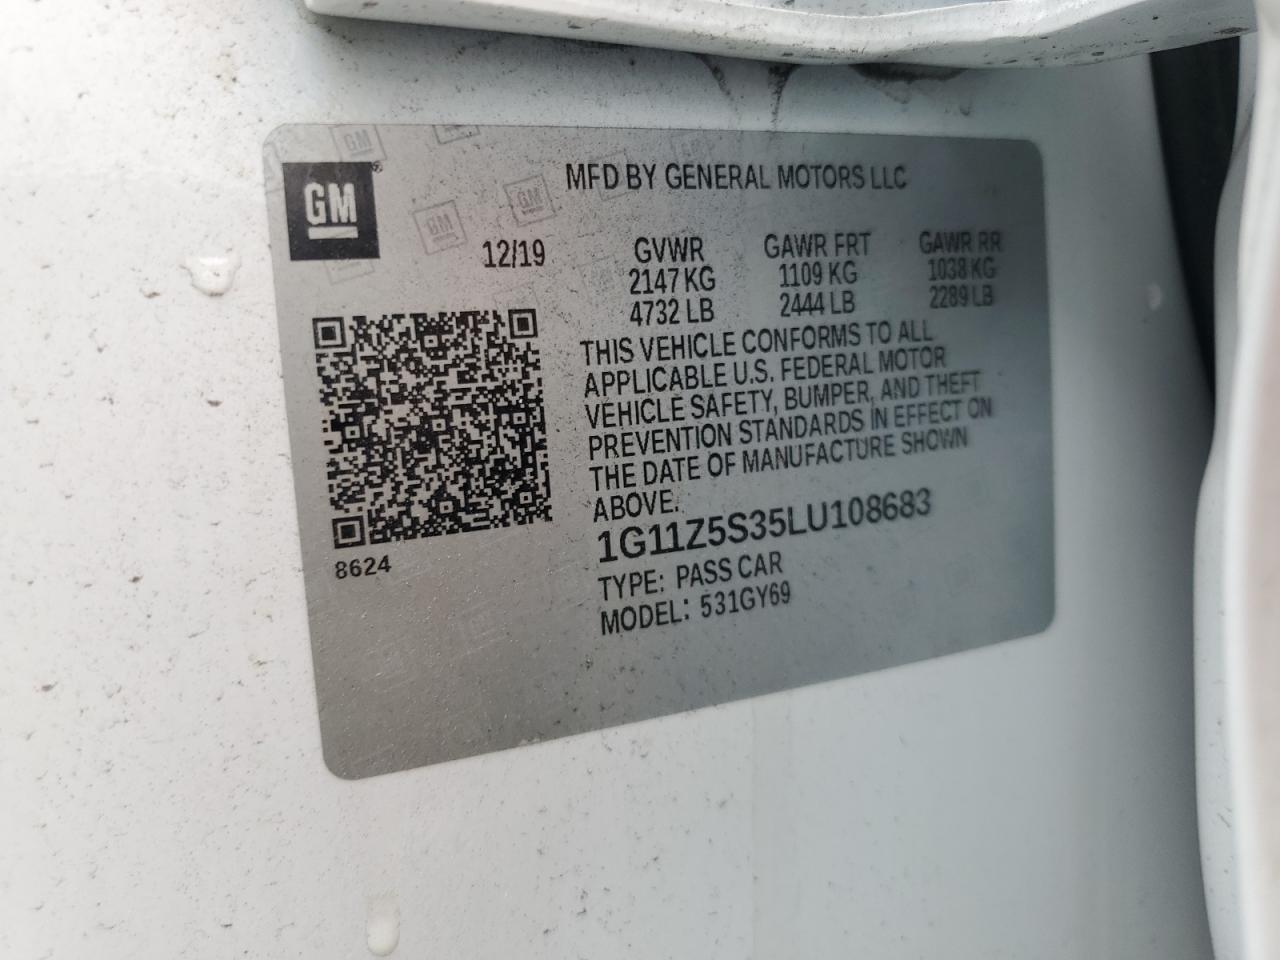 GM
MFD BY GENERAL MOTORS LLC
12/19 GVWR GAWR FRT GAWR RR
2147 KG 1109 KG 1038 KG
4732 LB 2444 LB 2289 LB
THIS VEHICLE CONFORMS TO ALL
APPLICABLE U.S. FEDERAL MOTOR
VEHICLE SAFETY, BUMPER, AND THEFT
PREVENTION STANDARDS IN EFFECT ON
THE DATE OF MANUFACTURE SHOWN
ABOVE.
1G11Z5S35LU108683
TYPE: PASS CAR
MODEL: 531GY69
8624